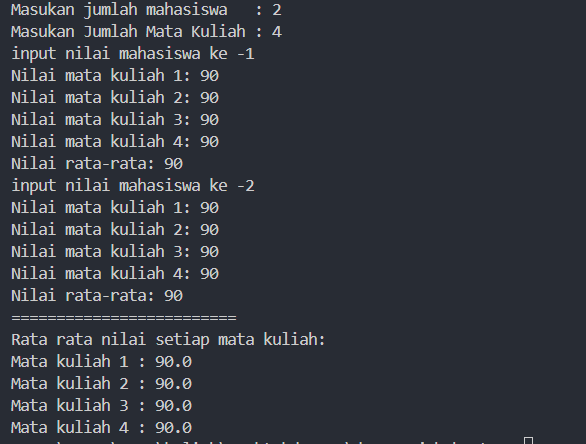 Masukan jumlah mahasiswa   : 2
Masukan Jumlah Mata Kuliah : 4
input nilai mahasiswa ke -1
Nilai mata kuliah 1: 90
Nilai mata kuliah 2: 90
Nilai mata kuliah 3: 90
Nilai mata kuliah 4: 90
Nilai rata-rata: 90
input nilai mahasiswa ke -2
Nilai mata kuliah 1: 90
Nilai mata kuliah 2: 90
Nilai mata kuliah 3: 90
Nilai mata kuliah 4: 90
Nilai rata-rata: 90
=========================
Rata rata nilai setiap mata kuliah:
Mata kuliah 1 : 90.0
Mata kuliah 2 : 90.0
Mata kuliah 3 : 90.0
Mata kuliah 4 : 90.0